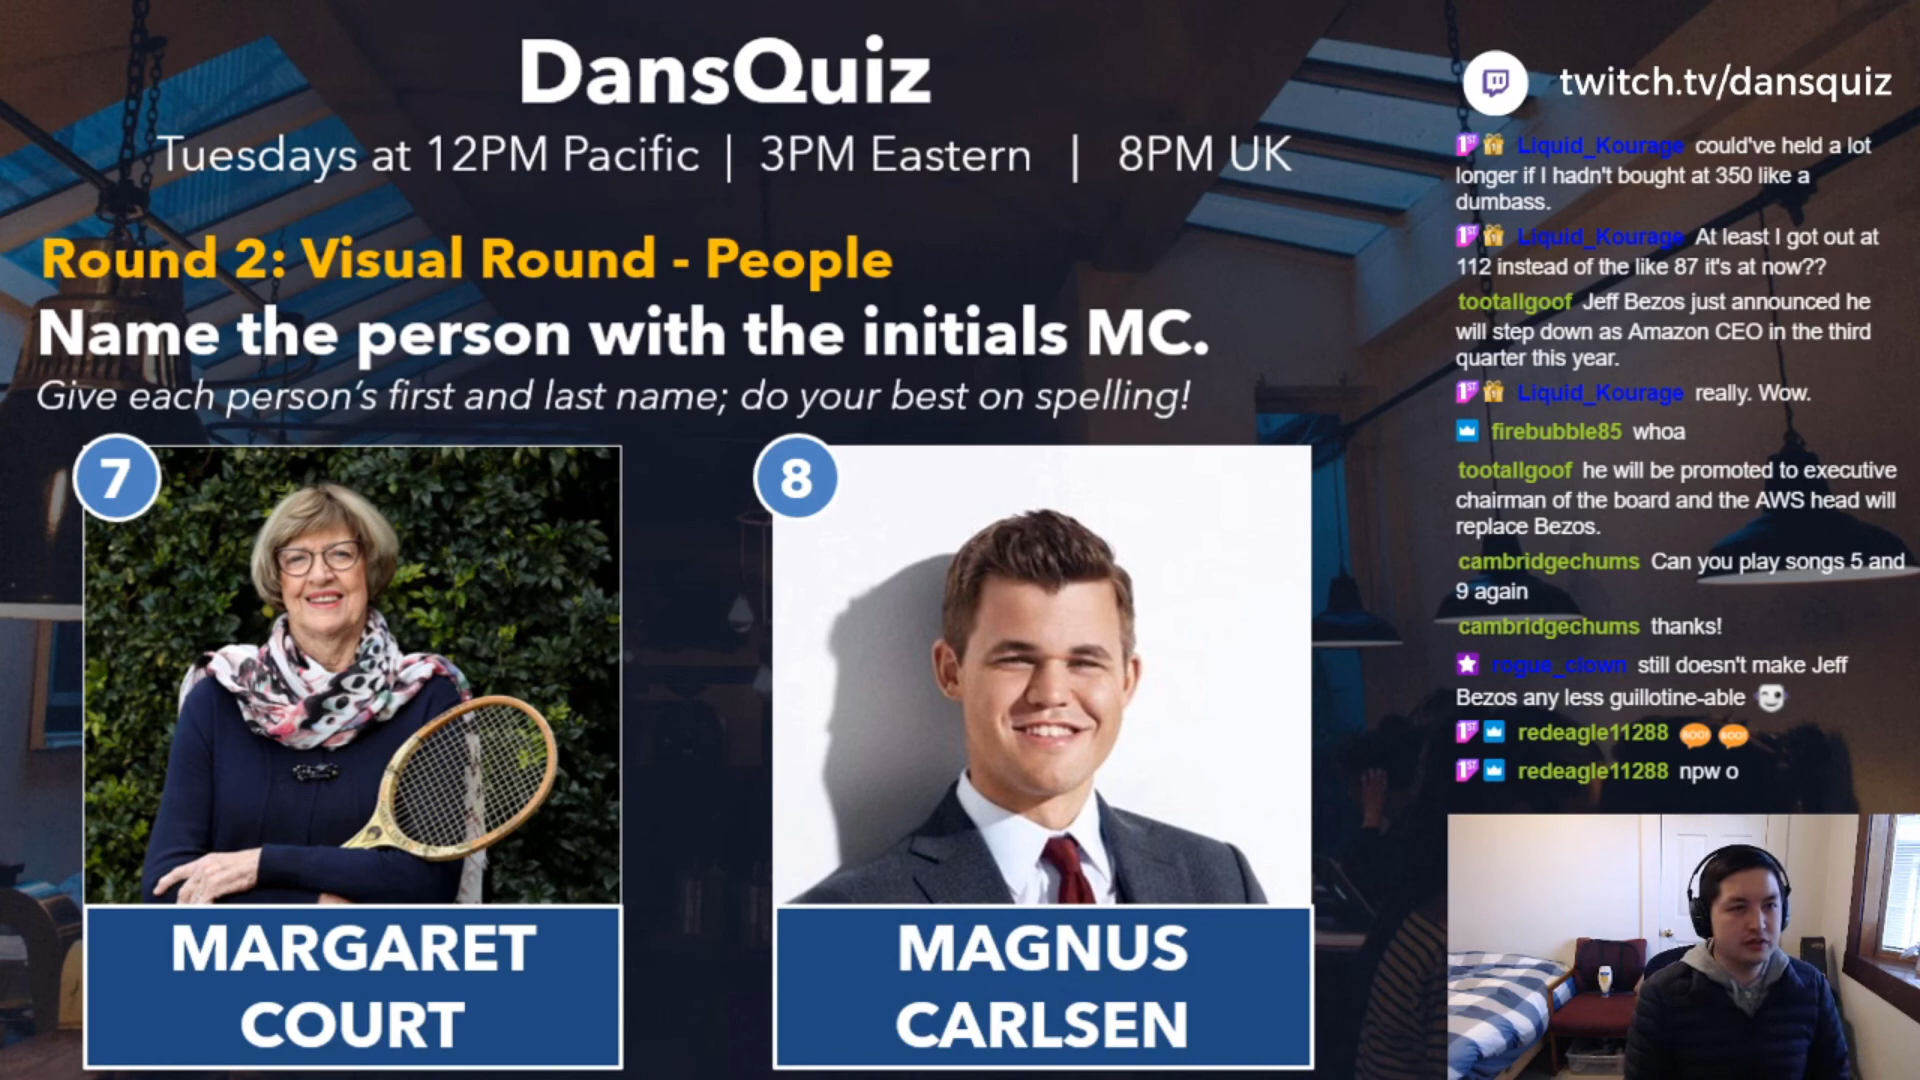 DansQuiz
Tuesdays at 12PM Pacific | 3PM Eastern | 8PM UK
Round 2: Visual Round - People
Name the person with the initials MC.
Give each person's first and last name; do your best on spelling!
7
MARGARET
COURT
8
MAGNUS
CARLSEN
twitch.tv/dansquiz
1ST Liquid_Kourage could've held a lot
longer if I hadn't bought at 350 like a
dumbass.
1ST Liquid_Kourage At least I got out at
112 instead of the like 87 it's at now??
tootallgoof Jeff Bezos just announced he
will step down as Amazon CEO in the third
quarter this year.
1ST Liquid_Kourage really. Wow.
firebubble85 whoa
tootallgoof he will be promoted to executive
chairman of the board and the AWS head will
replace Bezos.
cambridgechums Can you play songs 5 and
9 again
cambridgechums thanks!
rogue_clown still doesn't make Jeff
Bezos any less guillotine-able
1ST redeagle11288 BOO! BOO!
1ST redeagle11288 npw o